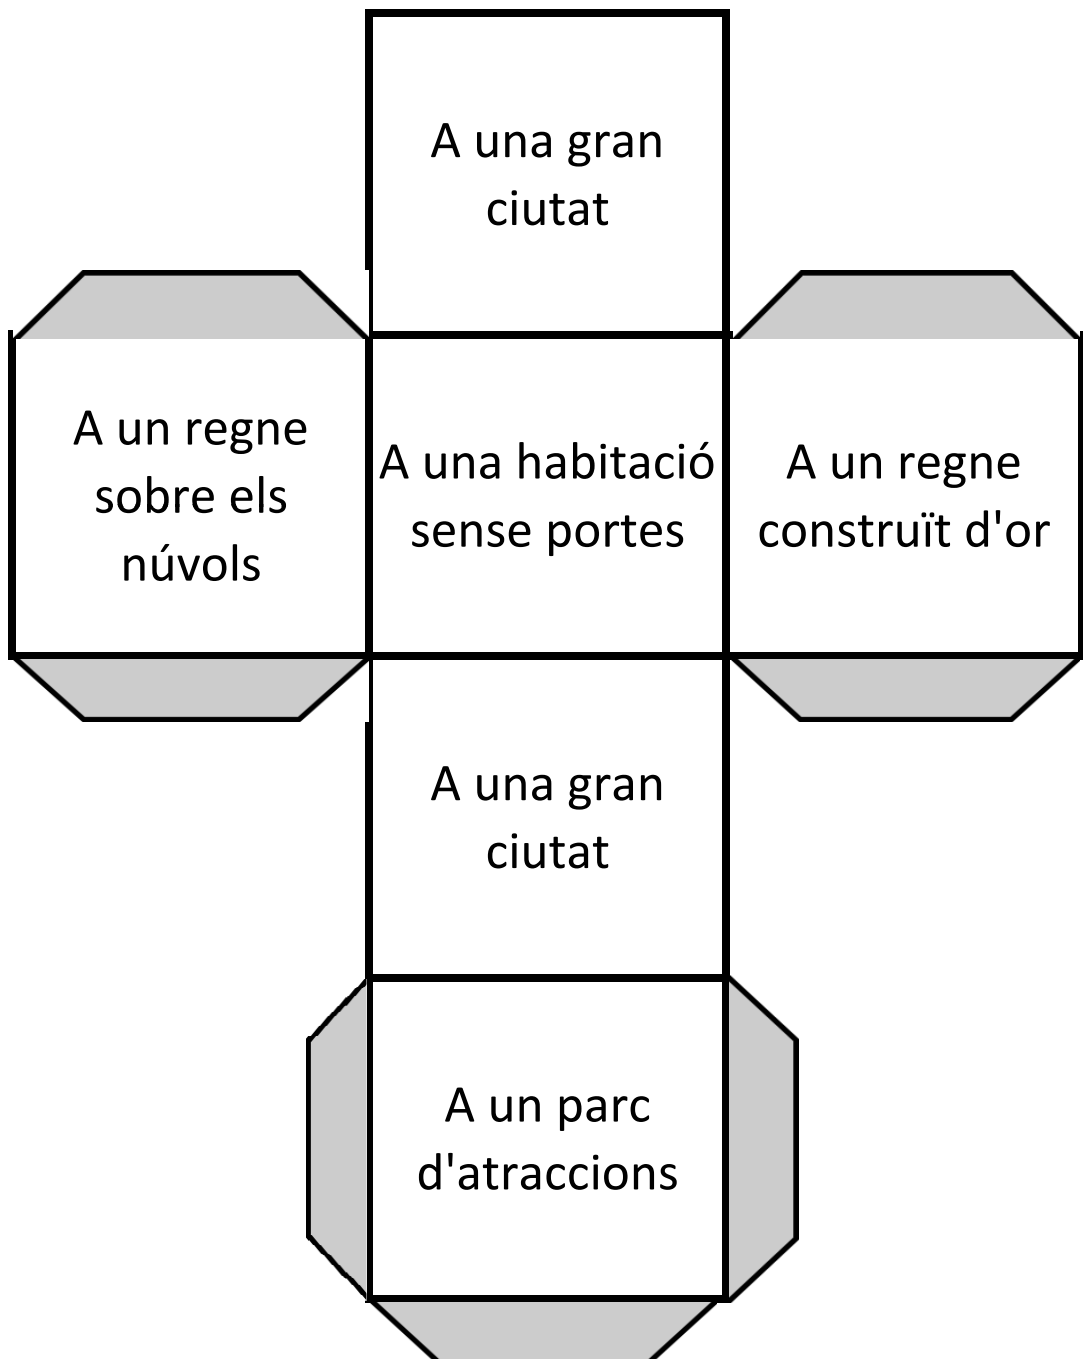 A una gran
ciutat
A un regne
sobre els
núvols
A una habitació
sense portes
A un regne
construït d'or
A una gran
ciutat
A un parc
d'atraccions